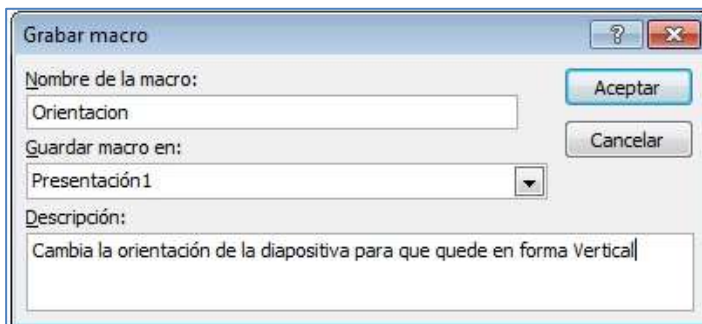 Grabar macro
Nombre de la macro:
Aceptar
Orientacion
Guardar macro en:
Cancelar
Presentación1
Descripción:
Cambia la orientación de la diapositiva para que quede en forma Vertical